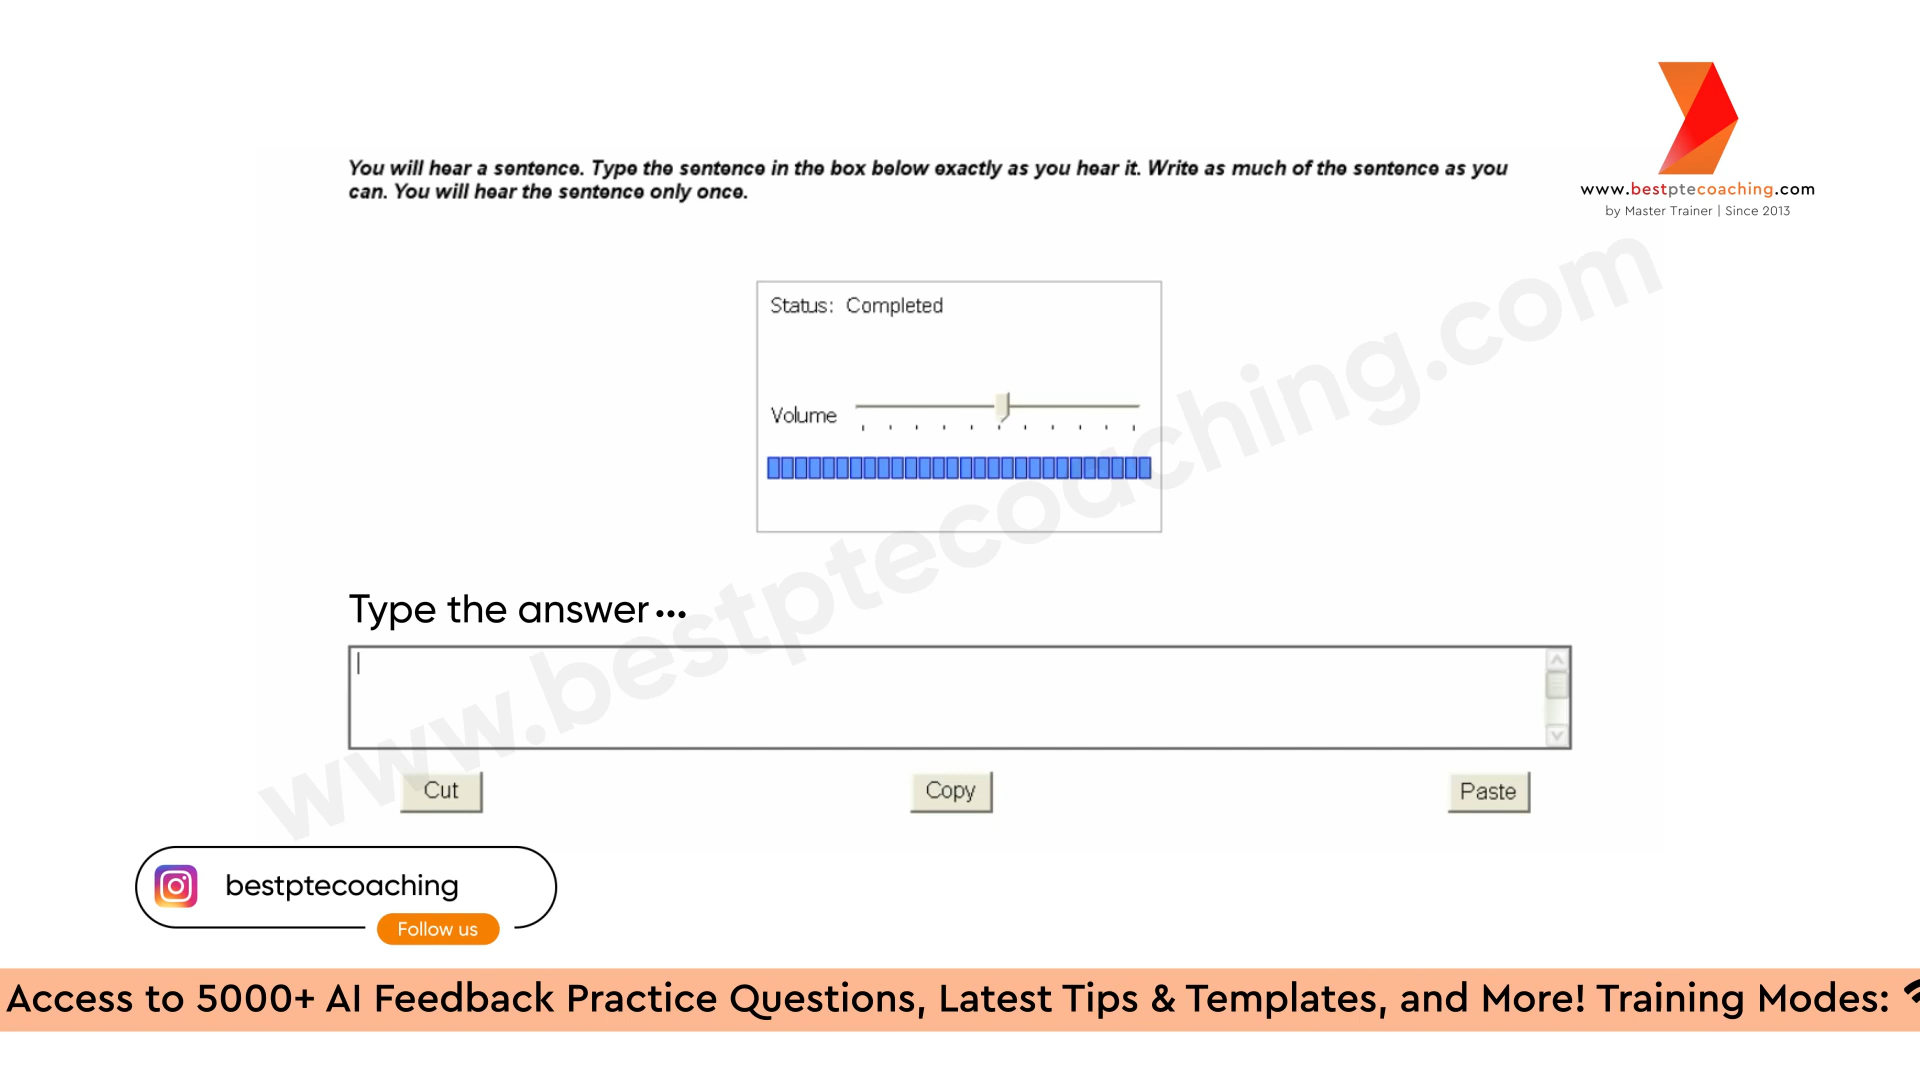 www.bestptecoaching.com
by Master Trainer | Since 2013
You will hear a sentence. Type the sentence in the box below exactly as you hear it. Write as much of the sentence as you
can. You will hear the sentence only once.
Status: Completed
Volume
www.bestptecoaching.com
Type the answer...
Cut
Copy
Paste
bestptecoaching
Follow us
Access to 5000+ AI Feedback Practice Questions, Latest Tips & Templates, and More! Training Modes: